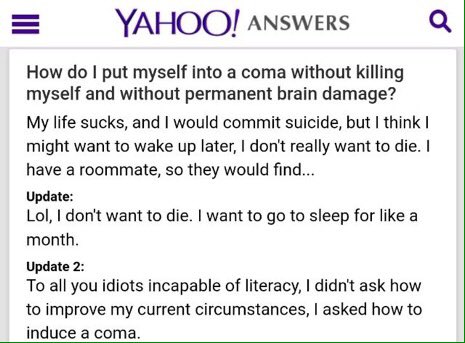 YAHOO! ANSWERS
How do I put myself into a coma without killing
myself and without permanent brain damage?
My life sucks, and I would commit suicide, but I think I
might want to wake up later, I don't really want to die. I
have a roommate, so they would find...
Update:
Lol, I don't want to die. I want to go to sleep for like a
month.
Update 2:
To all you idiots incapable of literacy, I didn't ask how
to improve my current circumstances, I asked how to
induce a coma.